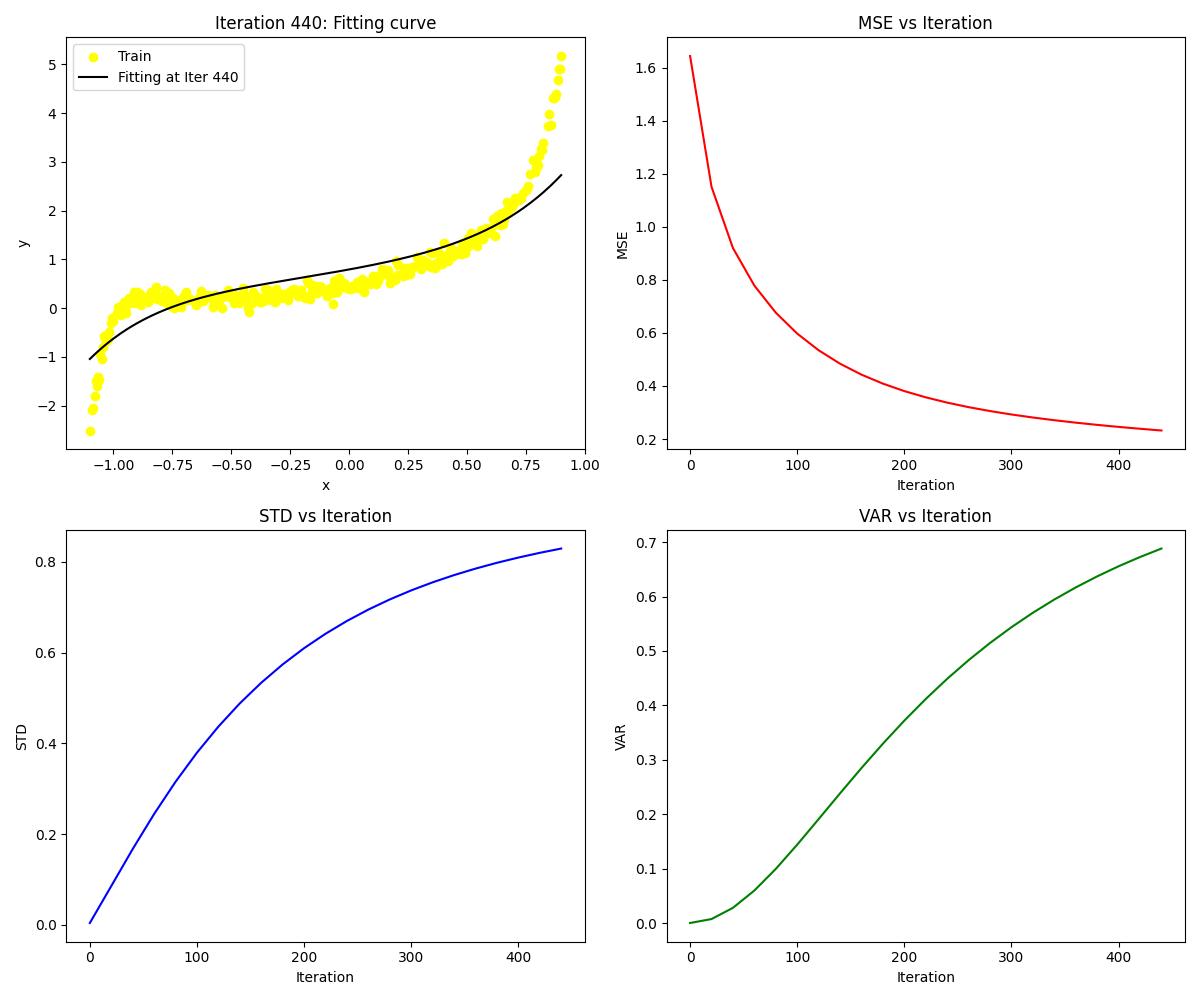 Iteration 440: Fitting curve
Train
Fitting at Iter 440
y
5
4
3
2
1
0
−1
−2
−1.00 −0.75 −0.50 −0.25 0.00 0.25 0.50 0.75 1.00
x
MSE vs Iteration
MSE
1.6
1.4
1.2
1.0
0.8
0.6
0.4
0.2
0 100 200 300 400
Iteration
STD vs Iteration
STD
0.8
0.6
0.4
0.2
0.0
0 100 200 300 400
Iteration
VAR vs Iteration
VAR
0.7
0.6
0.5
0.4
0.3
0.2
0.1
0.0
0 100 200 300 400
Iteration